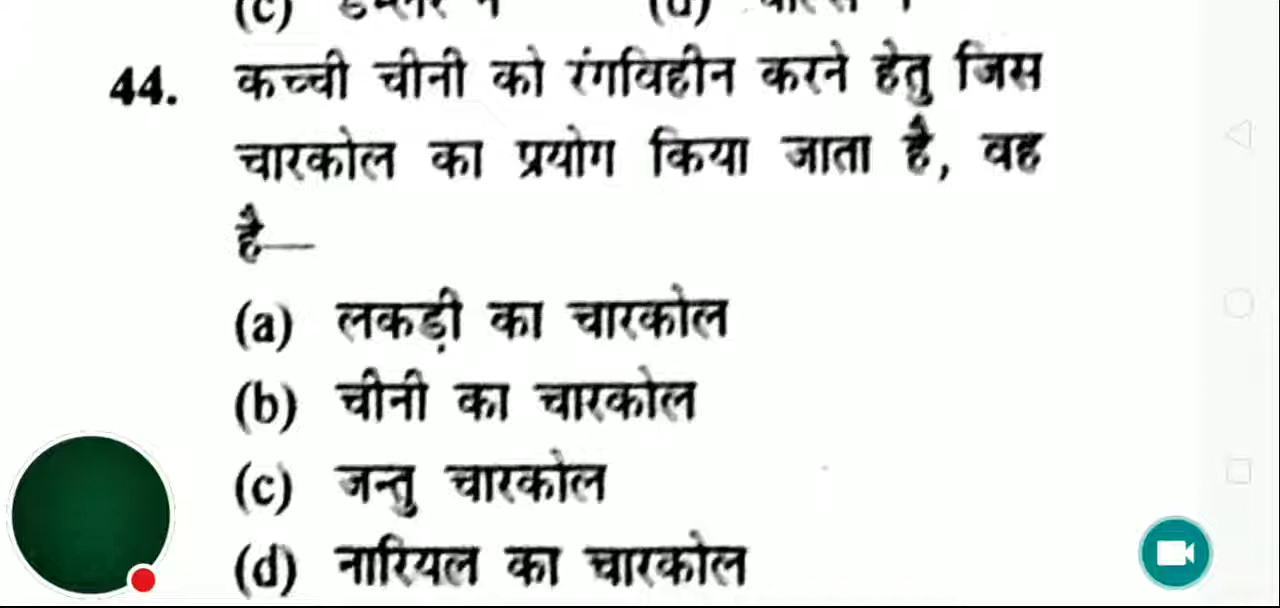 (c)
(d)
44. कच्ची चीनी को रंगविहीन करने हेतु जिस
चारकोल का प्रयोग किया जाता है, वह
है—
(a) लकड़ी का चारकोल
(b) चीनी का चारकोल
(c) जन्तु चारकोल
(d) नारियल का चारकोल